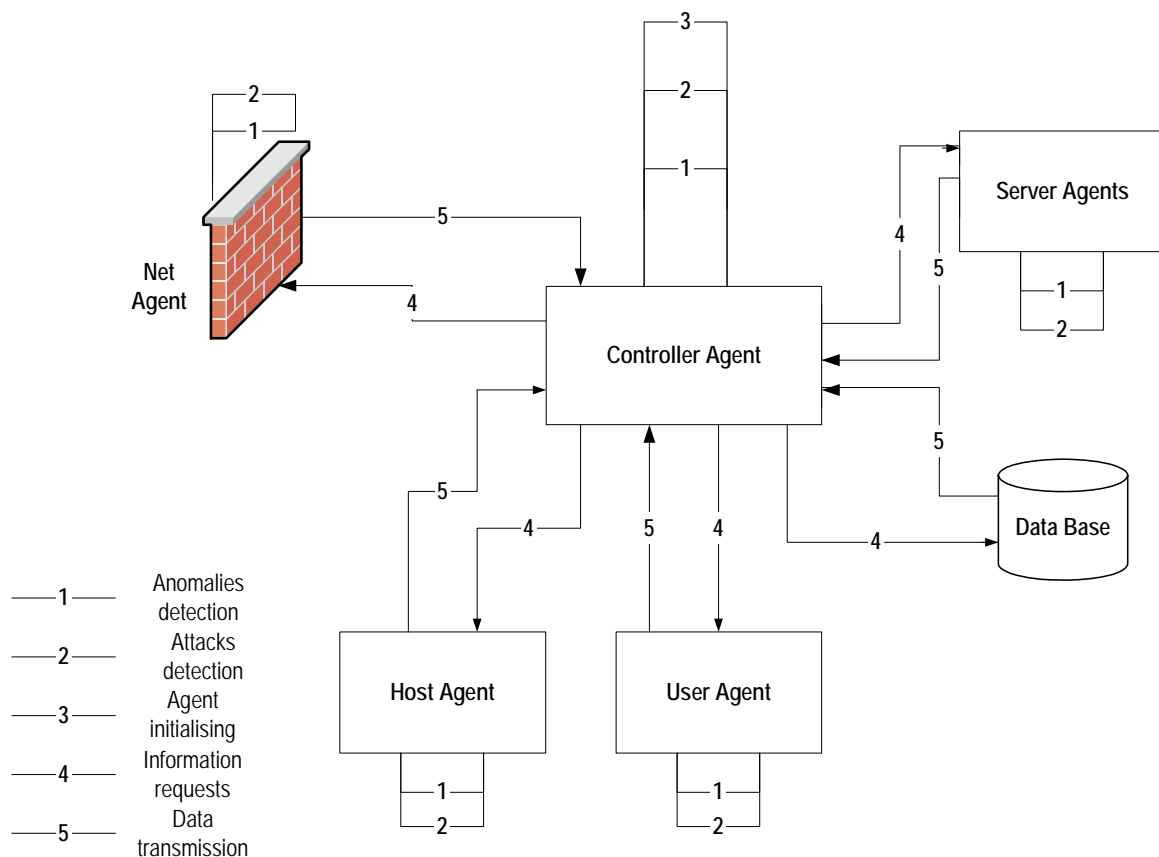 3
2
2
1
1
Server Agents
5
4
5
Net
Agent
4
1
2
Controller Agent
5
5
4
5
4
4
Data Base
1
Anomalies
detection
2
Attacks
detection
3
Agent
initialising
4
Information
requests
5
Data
transmission
Host Agent
User Agent
1
2
1
2